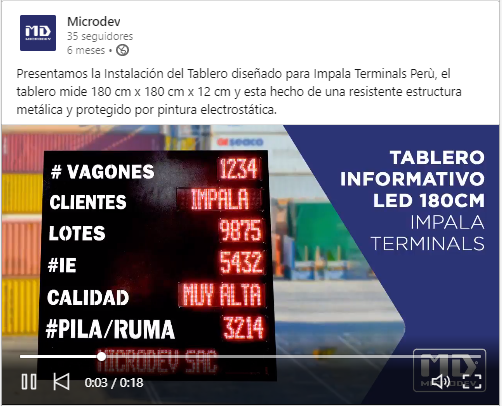 MD
MICRODEV
Microdev
35 seguidores
6 meses •
Presentamos la Instalación del Tablero diseñado para Impala Terminals Perù, el
tablero mide 180 cm x 180 cm x 12 cm y esta hecho de una resistente estructura
metálica y protegido por pintura electrostática.
seaco
# VAGONES 1234
CLIENTES IMPALA
LOTES 9875
#IE 5432
CALIDAD MUY ALTA
#PILA/RUMA 3214
MICRODEV SAC
TABLERO
INFORMATIVO
LED 180CM
IMPALA
TERMINALS
MD
MICRODEV
0:03 / 0:18